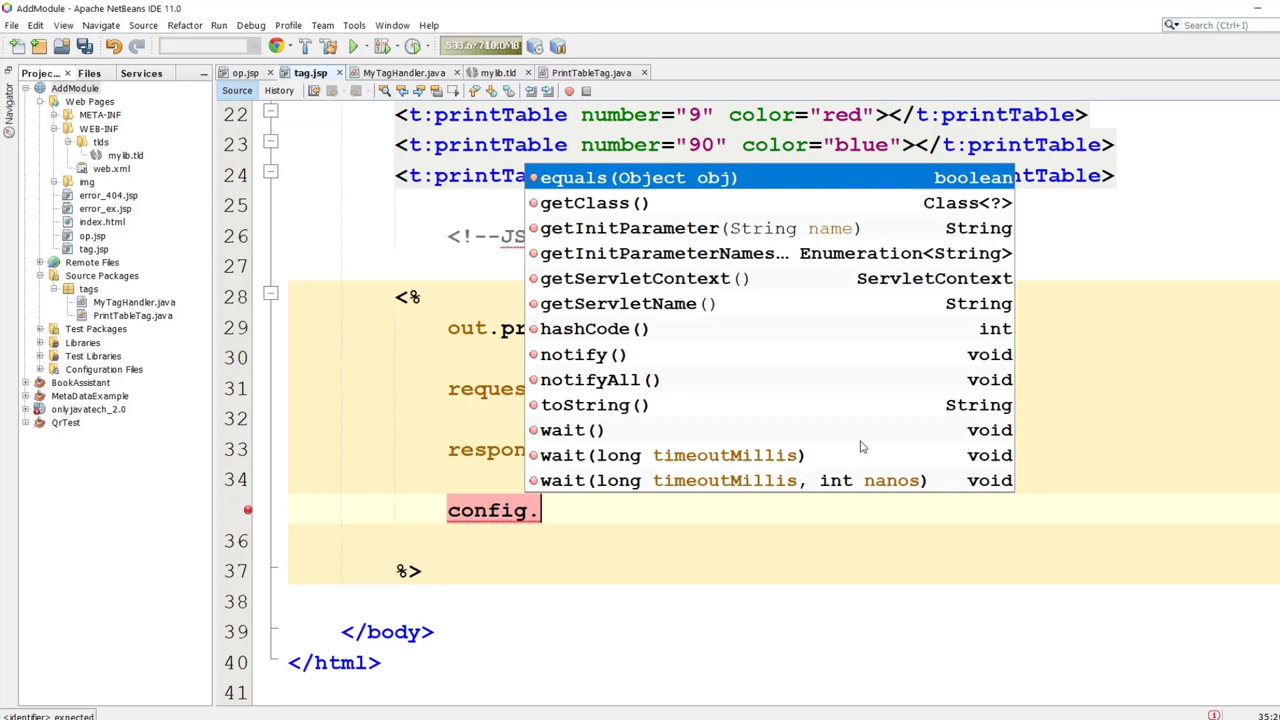 AddModule - Apache NetBeans IDE 11.0
File Edit View Navigate Source Refactor Run Debug Profile Team Tools Window Help
Search (Ctrl+I)
533.6/710.0MB
Projec... Files Services
op.jsp tag.jsp MyTagHandler.java mylib.tld PrintTableTag.java
Source History
Navigator
AddModule
Web Pages
META-INF
WEB-INF
tlds
mylib.tld
web.xml
img
error_404.jsp
error_ex.jsp
index.html
op.jsp
tag.jsp
Remote Files
Source Packages
tags
MyTagHandler.java
PrintTableTag.java
Test Packages
Libraries
Test Libraries
Configuration Files
BookAssistant
MetaDataExample
onlyjavatech_2.0
QrTest
22 <t:printTable number="9" color="red"></t:printTable>
23 <t:printTable number="90" color="blue"></t:printTable>
24 <t:printTa ntTable>
25
26 <!--JS
27
28 <%
29 out.pr
30
31 reques
32
33 respon
34
config.
36
37 %>
38
39 </body>
40 </html>
41
equals(Object obj) boolean
getClass() Class<?>
getInitParameter(String name) String
getInitParameterNames... Enumeration<String>
getServletContext() ServletContext
getServletName() String
hashCode() int
notify() void
notifyAll() void
toString() String
wait() void
wait(long timeoutMillis) void
wait(long timeoutMillis, int nanos) void
<identifier> expected